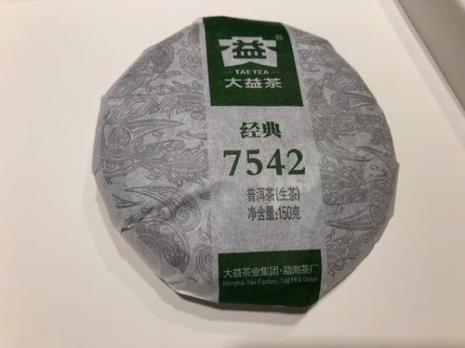 益®
TAETEA
大益茶
经典
7542
普洱茶(生茶)
净含量:150克
大益茶业集团·勐海茶厂
Menghai Tea Factory, TAETEA Group